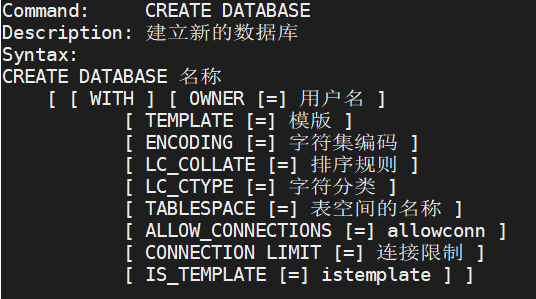 Command:     CREATE DATABASE
Description: 建立新的数据库
Syntax:
CREATE DATABASE 名称
    [ [ WITH ] [ OWNER [=] 用户名 ]
           [ TEMPLATE [=] 模版 ]
           [ ENCODING [=] 字符集编码 ]
           [ LC_COLLATE [=] 排序规则 ]
           [ LC_CTYPE [=] 字符分类 ]
           [ TABLESPACE [=] 表空间的名称 ]
           [ ALLOW_CONNECTIONS [=] allowconn ]
           [ CONNECTION LIMIT [=] 连接限制 ]
           [ IS_TEMPLATE [=] istemplate ] ]